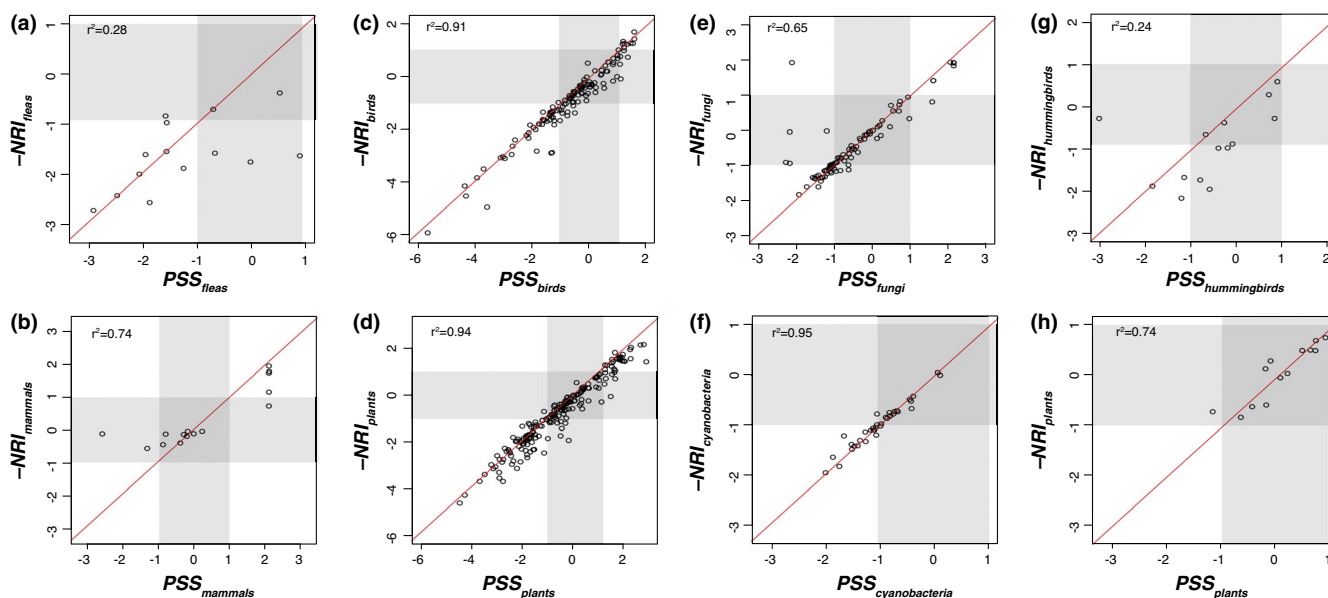 (a)
r²=0.28
1
0
-1
-2
-3
–NRI fleas
-3 -2 -1 0 1
PSS fleas
(c)
r²=0.91
2
0
-2
-4
-6
–NRI birds
-6 -4 -2 0 2
PSS birds
(e)
r²=0.65
3
2
1
0
-1
-2
-3
–NRI fungi
-3 -2 -1 0 1 2 3
PSS fungi
(g)
r²=0.24
2
1
0
-1
-2
-3
–NRI hummingbirds
-3 -2 -1 0 1 2
PSS hummingbirds
(b)
r²=0.74
3
2
1
0
-1
-2
-3
–NRI mammals
-3 -2 -1 0 1 2 3
PSS mammals
(d)
r²=0.94
2
0
-2
-4
-6
–NRI plants
-6 -4 -2 0 2
PSS plants
(f)
r²=0.95
1
0
-1
-2
-3
–NRI cyanobacteria
-3 -2 -1 0 1
PSS cyanobacteria
(h)
r²=0.74
1
0
-1
-2
-3
–NRI plants
-3 -2 -1 0 1
PSS plants